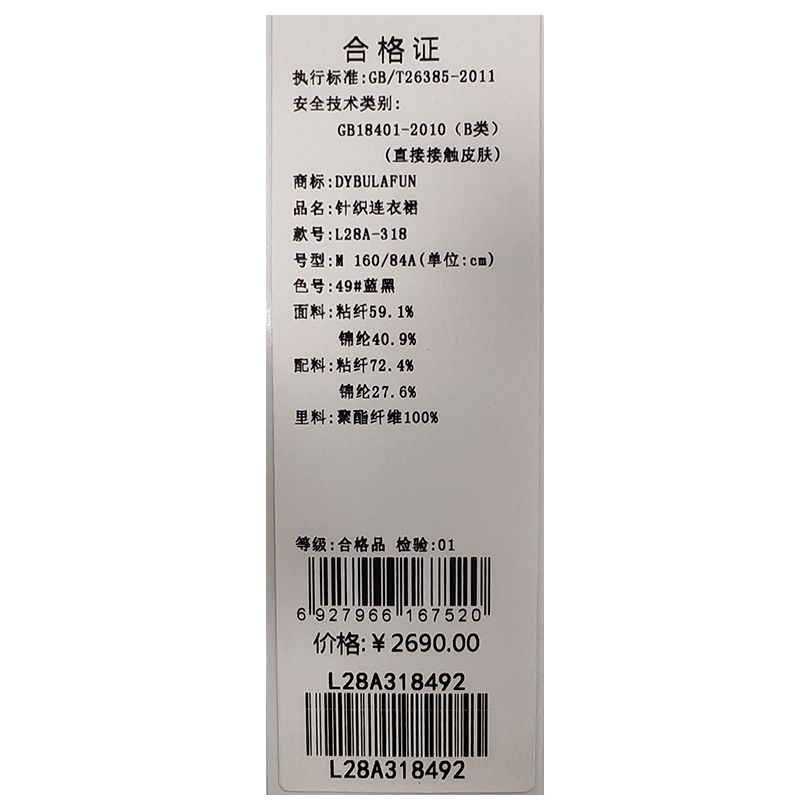 合格证
执行标准:GB/T26385-2011
安全技术类别:
GB18401-2010（B类）
(直接接触皮肤)
商标:DYBULAFUN
品名:针织连衣裙
款号:L28A-318
号型:M 160/84A(单位:cm)
色号:49#蓝黑
面料:粘纤59.1%
锦纶40.9%
配料:粘纤72.4%
锦纶27.6%
里料:聚酯纤维100%
等级:合格品 检验:01
6 927966 167520
价格:￥2690.00
L28A318492
L28A318492